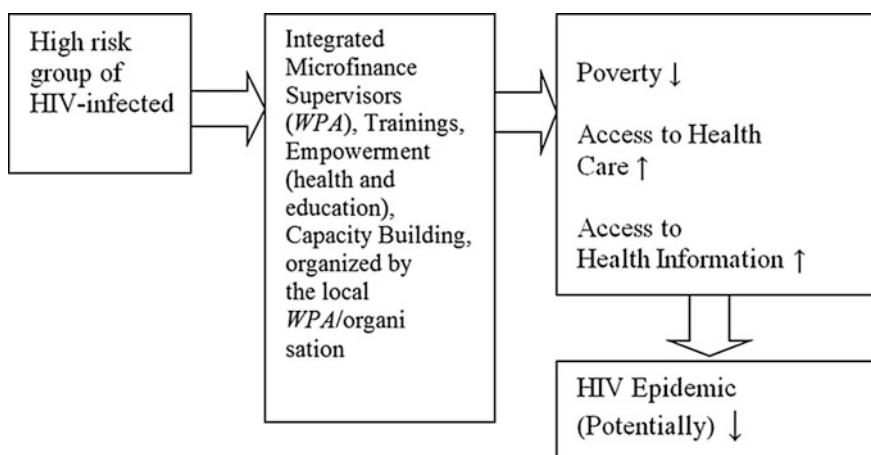 High risk
group of
HIV-infected
Integrated
Microfinance
Supervisors
(WPA), Trainings,
Empowerment
(health and
education),
Capacity Building,
organized by
the local
WPA/organi
sation
Poverty ↓
Access to Health
Care ↑
Access to
Health Information ↑
HIV Epidemic
(Potentially) ↓